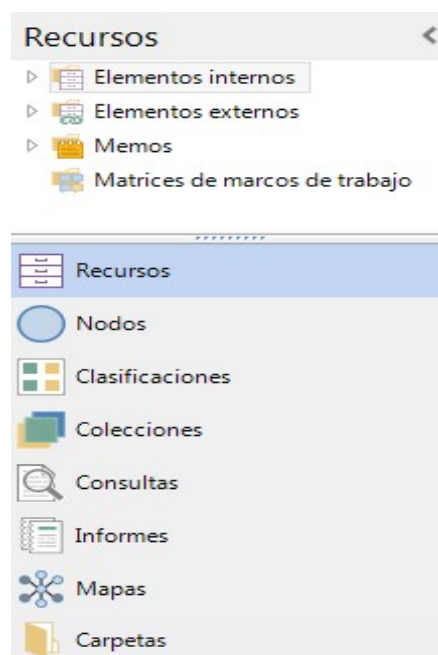 Recursos
Elementos internos
Elementos externos
Memos
Matrices de marcos de trabajo
Recursos
Nodos
Clasificaciones
Colecciones
Consultas
Informes
Mapas
Carpetas